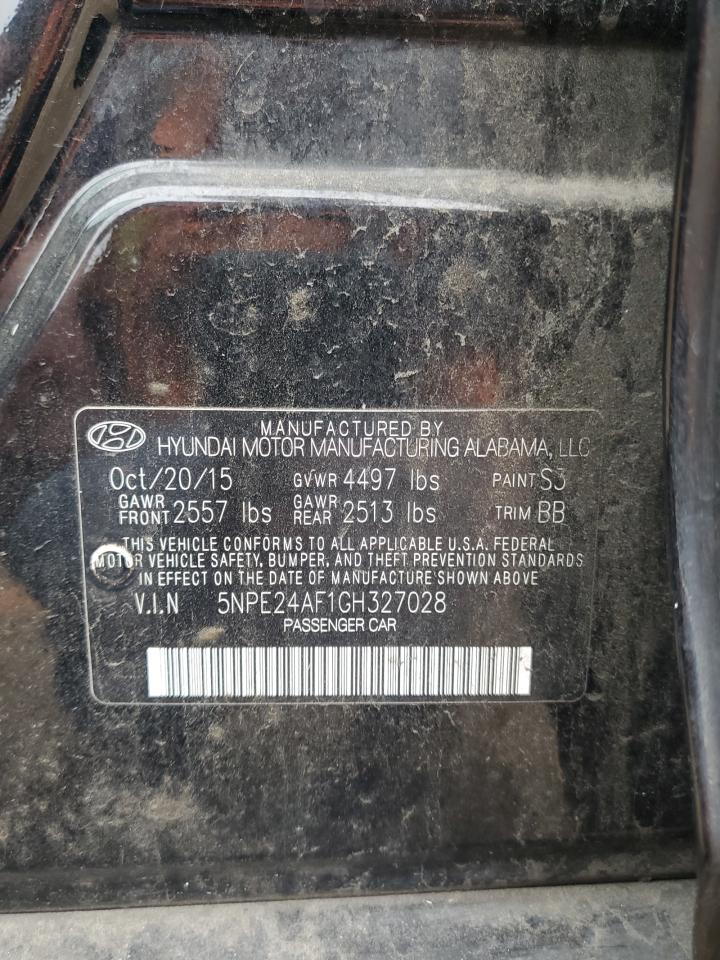 MANUFACTURED BY
HYUNDAI MOTOR MANUFACTURING ALABAMA, LLC
Oct/20/15 GVWR 4497 lbs PAINT S3
GAWR FRONT 2557 lbs GAWR REAR 2513 lbs TRIM BB
THIS VEHICLE CONFORMS TO ALL APPLICABLE U.S.A. FEDERAL
MOTOR VEHICLE SAFETY, BUMPER, AND THEFT PREVENTION STANDARDS
IN EFFECT ON THE DATE OF MANUFACTURE SHOWN ABOVE
V.I.N 5NPE24AF1GH327028
PASSENGER CAR